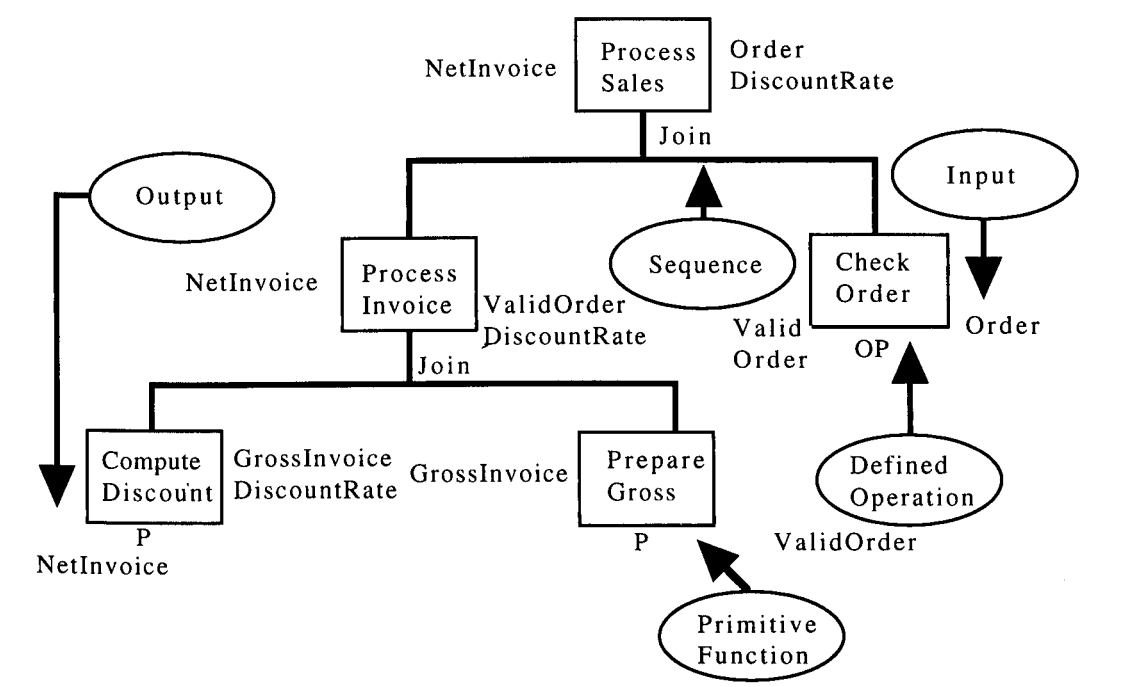 Process
Sales
NetInvoice
Order
DiscountRate
Join
Output
Input
Sequence
Process
Invoice
NetInvoice
ValidOrder
DiscountRate
Check
Order
Valid
Order
OP
Order
Join
Compute
Discount
GrossInvoice
DiscountRate
P
NetInvoice
GrossInvoice
Prepare
Gross
P
Defined
Operation
ValidOrder
Primitive
Function